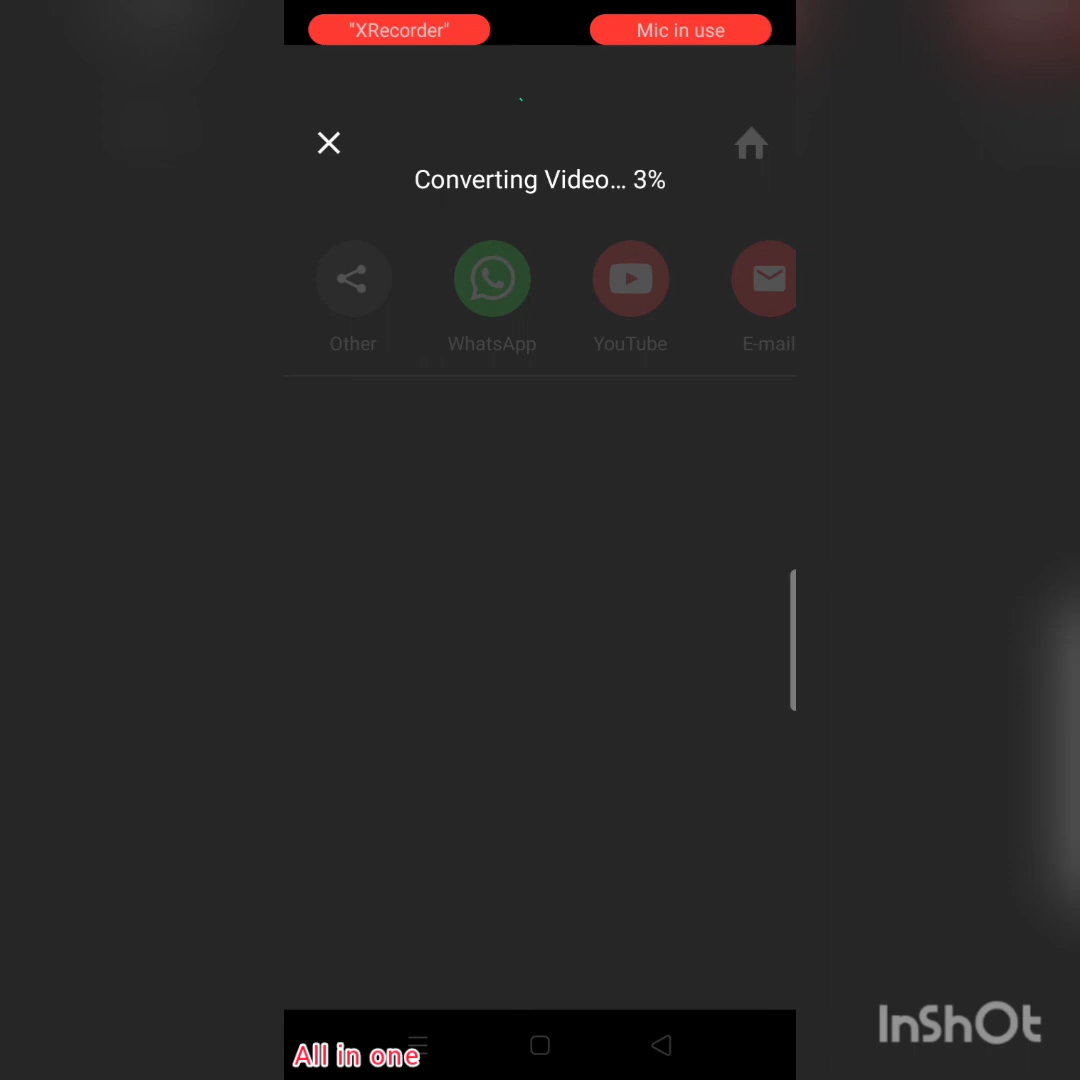 "XRecorder" Mic in use
Converting Video... 3%
Other WhatsApp YouTube E-mail
All in one
InShOt